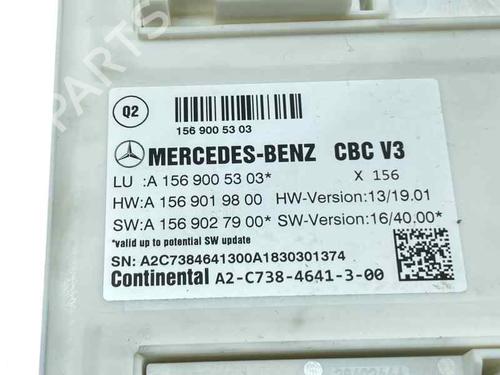 PARTS
Q2
156 900 53 03
MERCEDES-BENZ CBC V3
LU :A 156 900 53 03* X 156
HW:A 156 901 98 00 HW-Version:13/19.01
SW:A 156 902 79 00* SW-Version:16/40.00*
*valid up to potential SW update
SN: A2C7384641300A1830301374
Continental A2-C738-4641-3-00